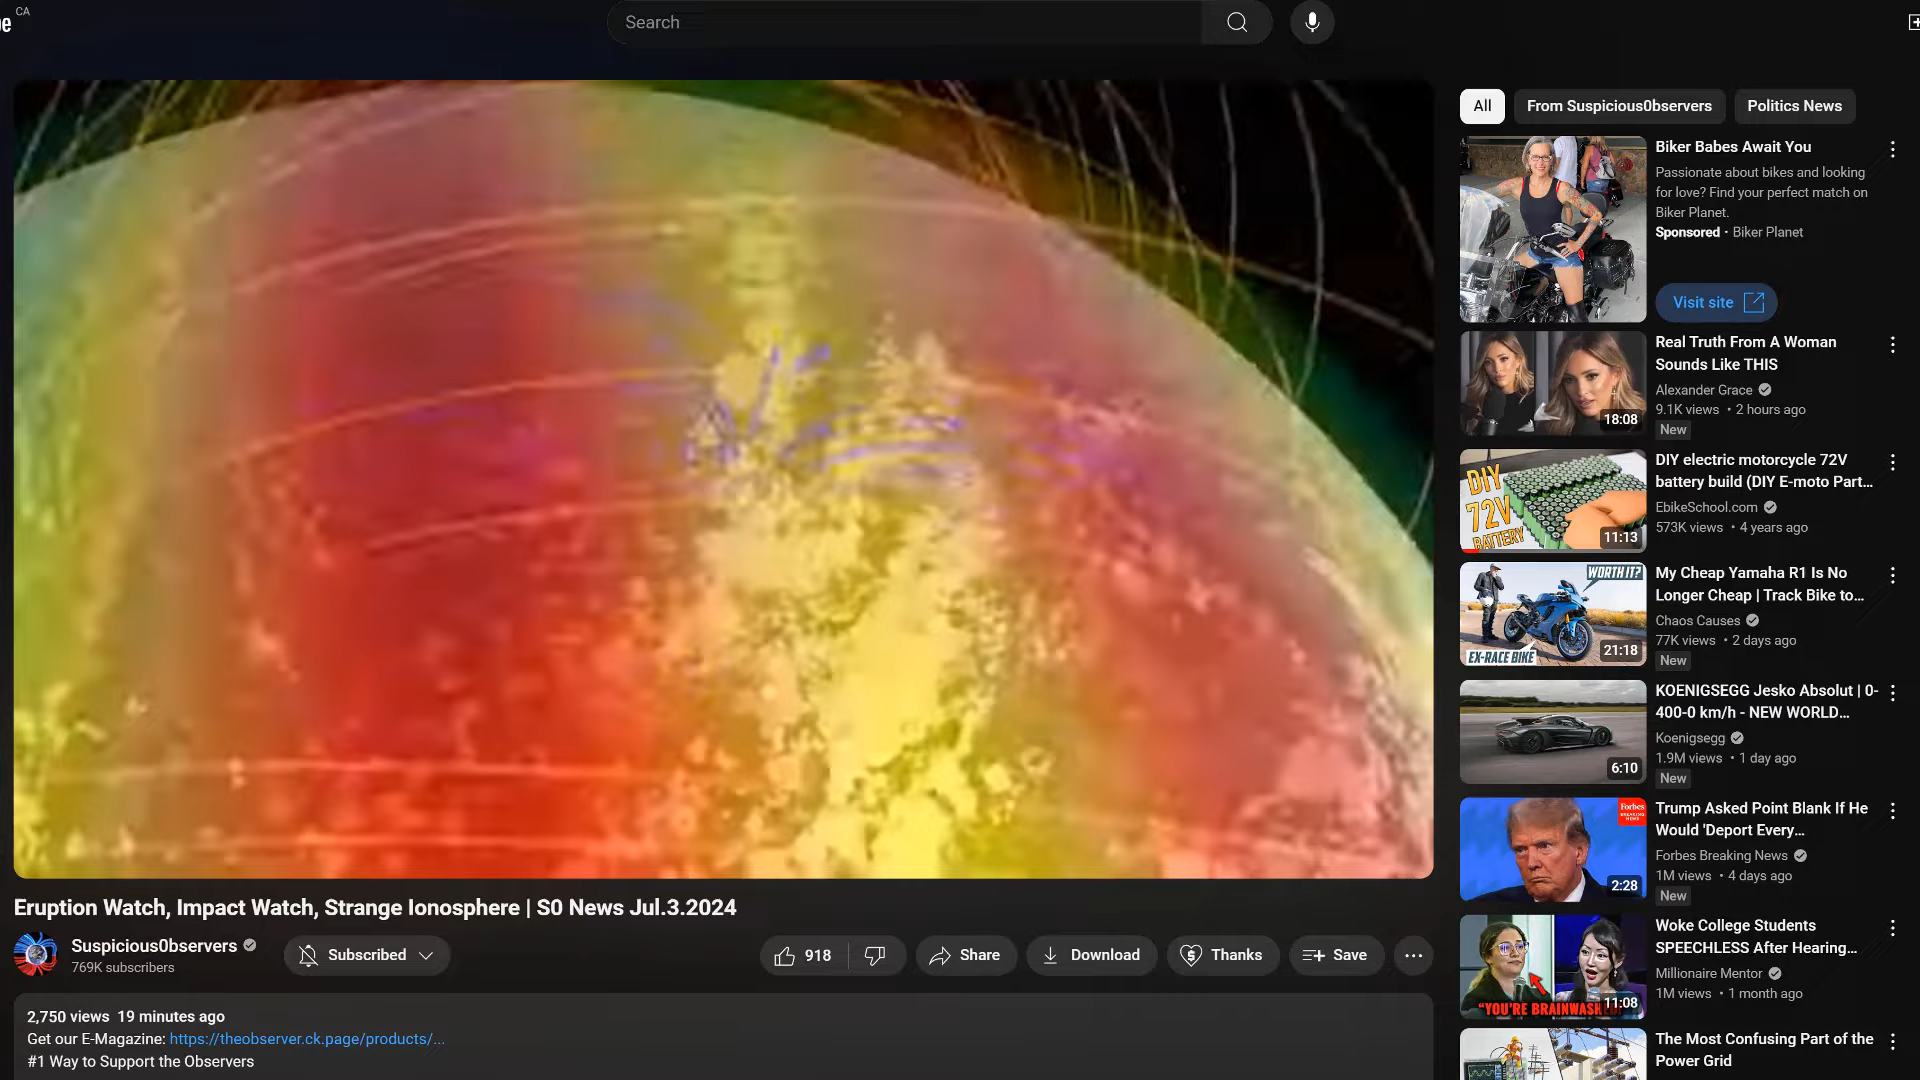 CA
Search
All
From Suspicious0bservers
Politics News
Biker Babes Await You
Passionate about bikes and looking
for love? Find your perfect match on
Biker Planet.
Sponsored • Biker Planet
Visit site
Real Truth From A Woman
Sounds Like THIS
Alexander Grace
9.1K views • 2 hours ago
New
18:08
DIY electric motorcycle 72V
battery build (DIY E-moto Part...
EbikeSchool.com
573K views • 4 years ago
DIY
72V
BATTERY
11:13
My Cheap Yamaha R1 Is No
Longer Cheap | Track Bike to...
Chaos Causes
77K views • 2 days ago
New
WORTH IT?
EX-RACE BIKE
21:18
KOENIGSEGG Jesko Absolut | 0-
400-0 km/h - NEW WORLD...
Koenigsegg
1.9M views • 1 day ago
New
6:10
Trump Asked Point Blank If He
Would 'Deport Every...
Forbes Breaking News
1M views • 4 days ago
New
Forbes
BREAKING
NEWS
2:28
Woke College Students
SPEECHLESS After Hearing...
Millionaire Mentor
1M views • 1 month ago
"YOU'RE
11:08
The Most Confusing Part of the
Power Grid
Eruption Watch, Impact Watch, Strange Ionosphere | S0 News Jul.3.2024
Suspicious0bservers
769K subscribers
Subscribed
918
Share
Download
Thanks
Save
2,750 views 19 minutes ago
Get our E-Magazine: https://theobserver.ck.page/products/...
#1 Way to Support the Observers